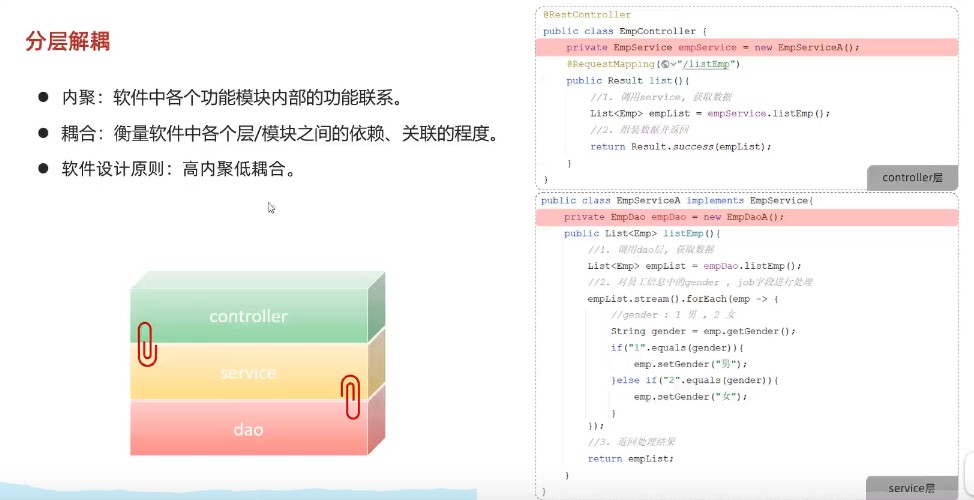 分层解耦
● 内聚：软件中各个功能模块内部的功能联系。
● 耦合：衡量软件中各个层/模块之间的依赖、关联的程度。
● 软件设计原则：高内聚低耦合。
controller
service
dao
@RestController
public class EmpController {
private EmpService empService = new EmpServiceA();
@RequestMapping("/listEmp")
public Result list(){
//1. 调用service, 获取数据
List<Emp> empList = empService.listEmp();
//2. 组装数据并返回
return Result.success(empList);
}
}
controller层
public class EmpServiceA implements EmpService{
private EmpDao empDao = new EmpDaoA();
public List<Emp> listEmp(){
//1. 调用dao层, 获取数据
List<Emp> empList = empDao.listEmp();
//2. 对员工信息中的gender , job字段进行处理
empList.stream().forEach(emp -> {
//gender : 1 男 , 2 女
String gender = emp.getGender();
if("1".equals(gender)){
emp.setGender("男");
}else if("2".equals(gender)){
emp.setGender("女");
}
});
//3. 返回处理结果
return empList;
}
}
service层